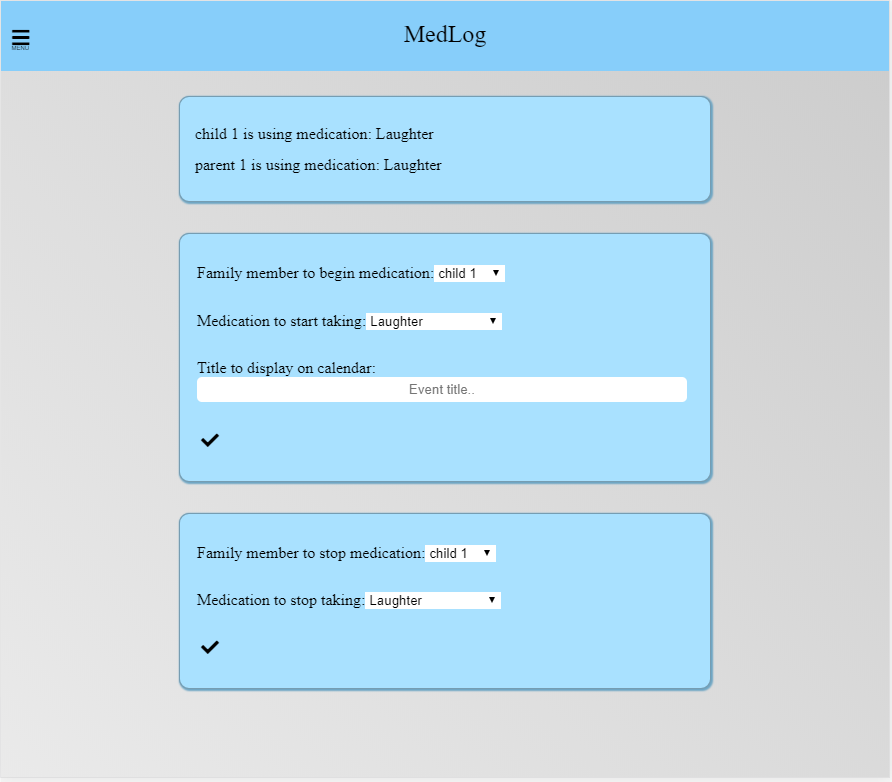 MedLog
MENU
child 1 is using medication: Laughter
parent 1 is using medication: Laughter
Family member to begin medication: child 1
Medication to start taking: Laughter
Title to display on calendar:
Event title..
Family member to stop medication: child 1
Medication to stop taking: Laughter